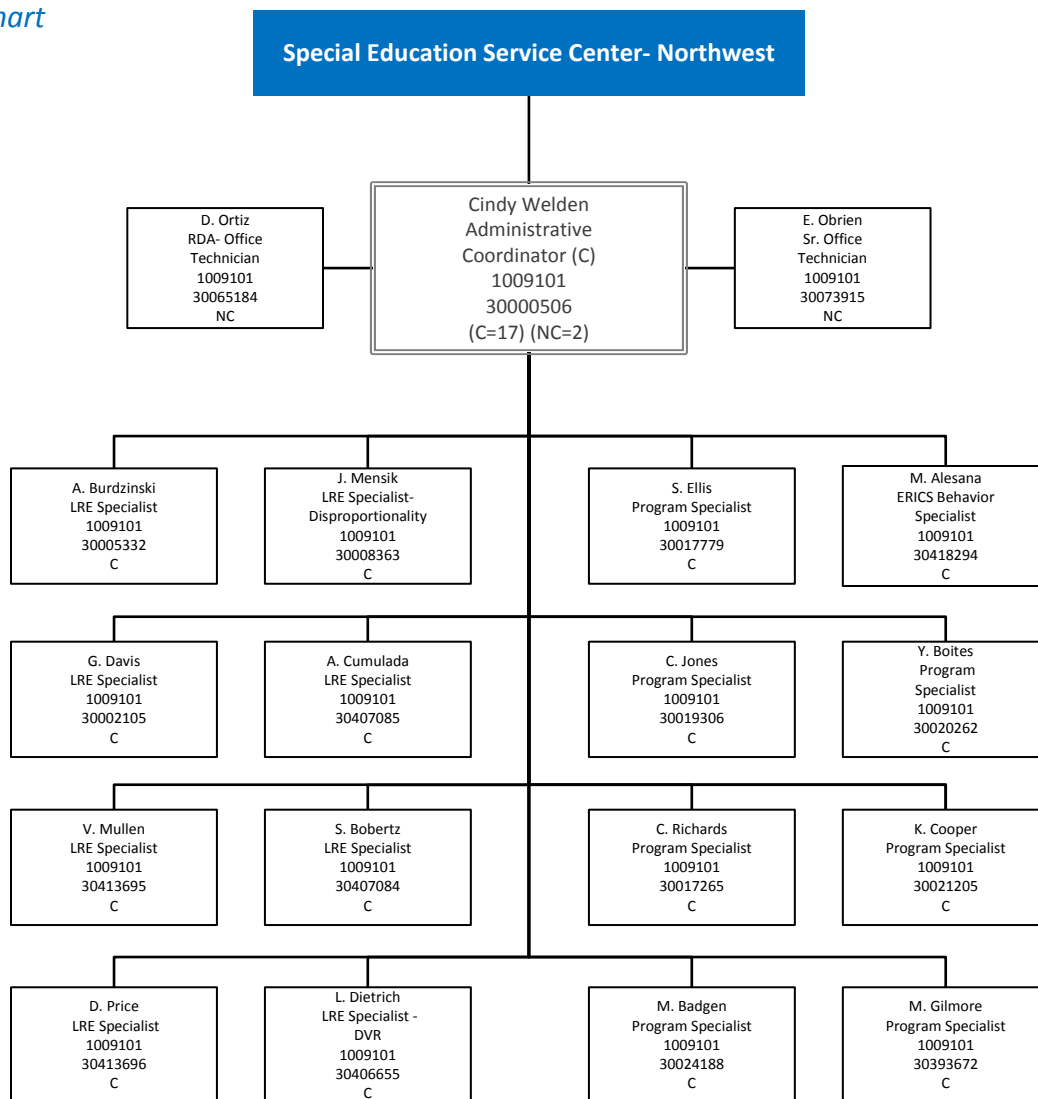 hart
Special Education Service Center- Northwest
D. Ortiz
RDA- Office
Technician
1009101
30065184
NC
Cindy Welden
Administrative
Coordinator (C)
1009101
30000506
(C=17) (NC=2)
E. Obrien
Sr. Office
Technician
1009101
30073915
NC
A. Burdzinski
LRE Specialist
1009101
30005332
C
J. Mensik
LRE Specialist-
Disproportionality
1009101
30008363
C
S. Ellis
Program Specialist
1009101
30017779
C
M. Alesana
ERICS Behavior
Specialist
1009101
30418294
C
G. Davis
LRE Specialist
1009101
30002105
C
A. Cumulada
LRE Specialist
1009101
30407085
C
C. Jones
Program Specialist
1009101
30019306
C
Y. Boites
Program
Specialist
1009101
30020262
C
V. Mullen
LRE Specialist
1009101
30413695
C
S. Bobertz
LRE Specialist
1009101
30407084
C
C. Richards
Program Specialist
1009101
30017265
C
K. Cooper
Program Specialist
1009101
30021205
C
D. Price
LRE Specialist
1009101
30413696
C
L. Dietrich
LRE Specialist -
DVR
1009101
30406655
C
M. Badgen
Program Specialist
1009101
30024188
C
M. Gilmore
Program Specialist
1009101
30393672
C